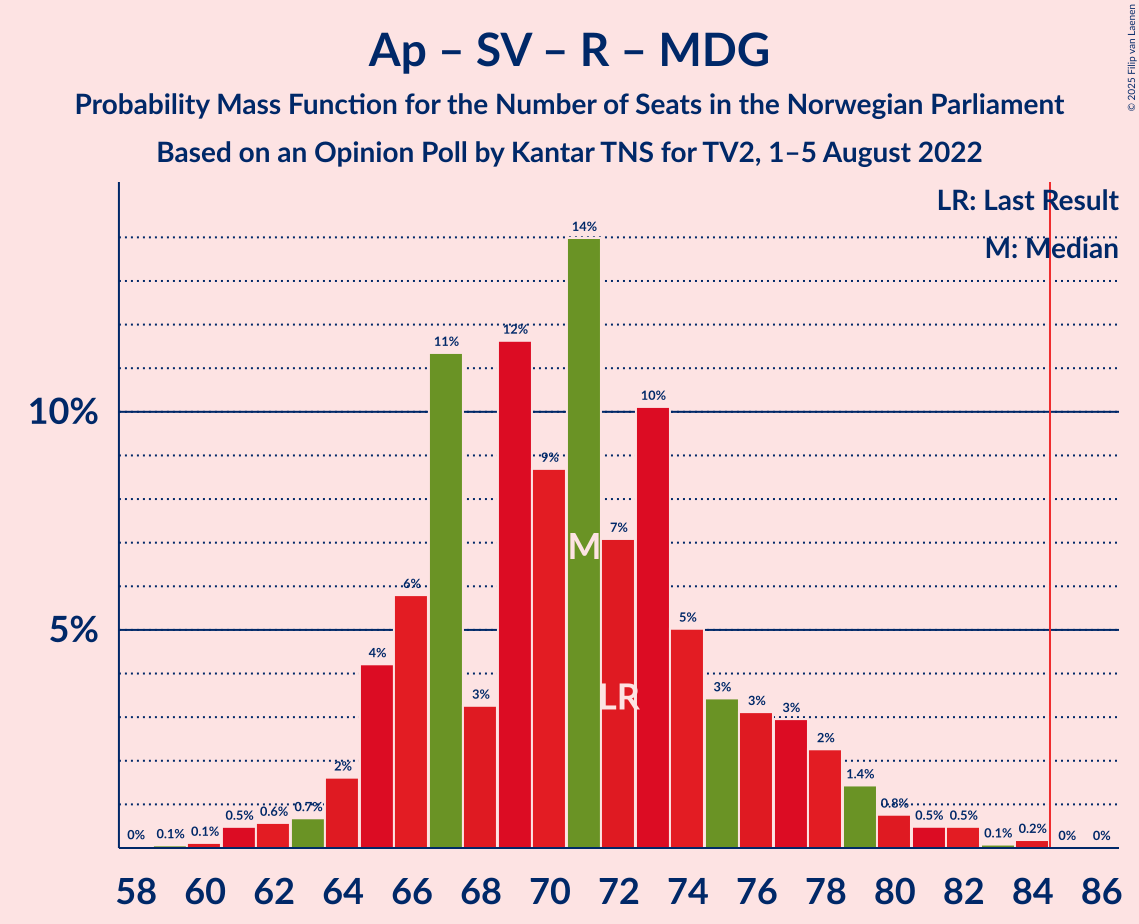 Ap – SV – R – MDG
Probability Mass Function for the Number of Seats in the Norwegian Parliament
Based on an Opinion Poll by Kantar TNS for TV2, 1–5 August 2022
© 2025 Filip van Laenen
LR: Last Result
M: Median
10%
5%
0% 0.1% 0.1% 0.5% 0.6% 0.7% 2% 4% 6% 11% 3% 12% 9% 14% 7% 10% 5% 3% 3% 3% 2% 1.4% 0.8% 0.5% 0.5% 0.1% 0.2% 0% 0%
M
LR
58 60 62 64 66 68 70 72 74 76 78 80 82 84 86